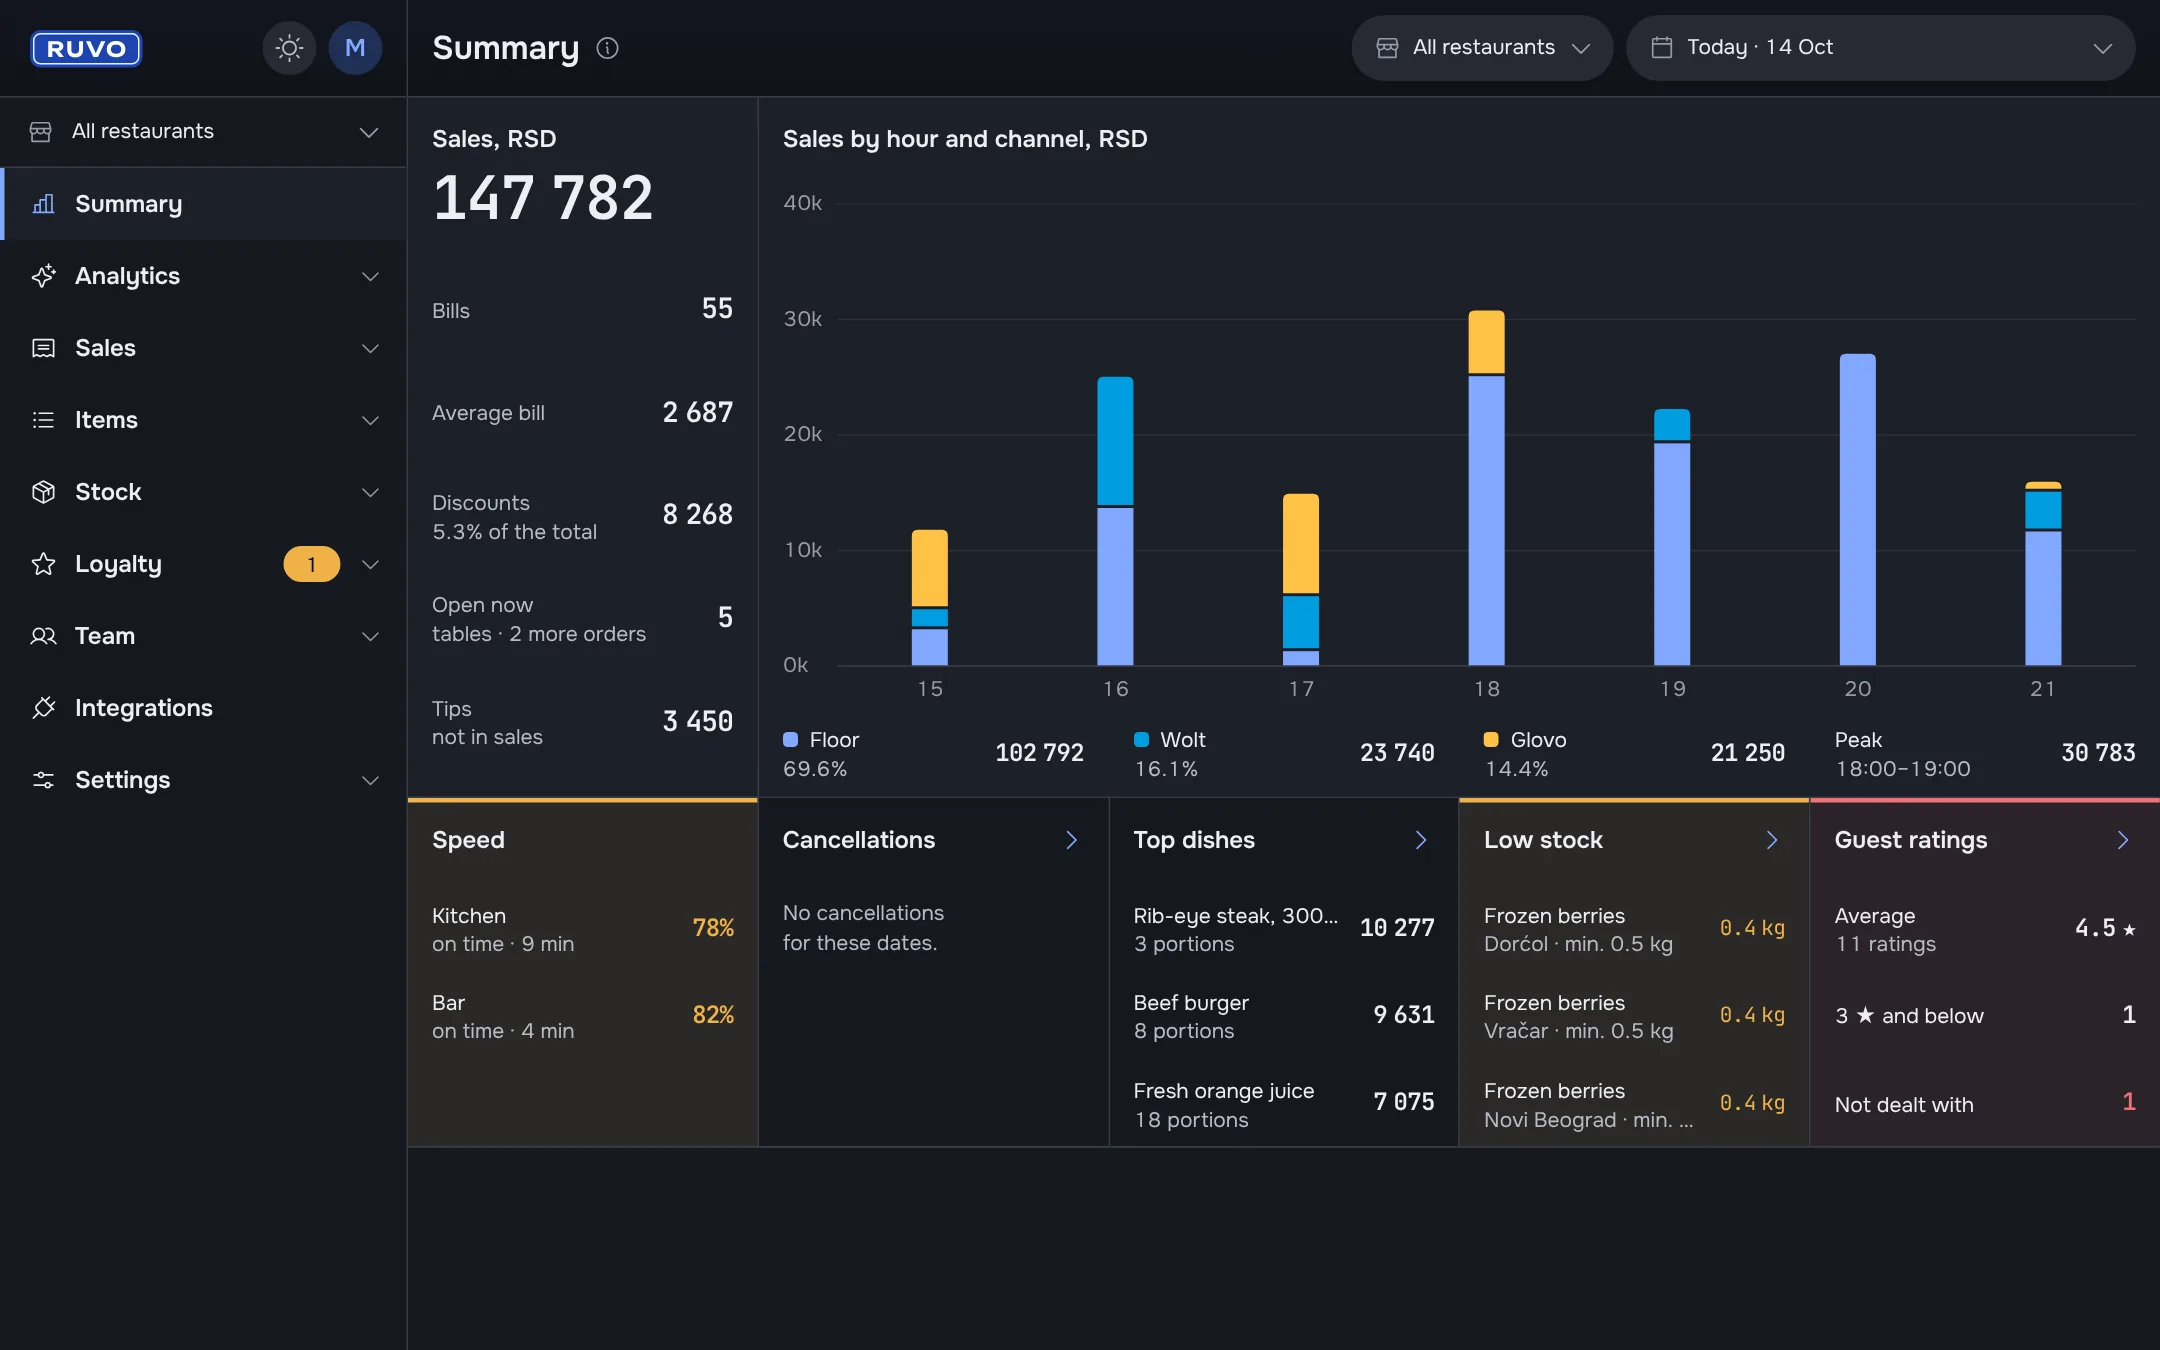 RUVO
M
Summary
All restaurants
Today · 14 Oct
All restaurants
Summary
Analytics
Sales
Items
Stock
Loyalty
1
Team
Integrations
Settings
Sales, RSD
147 782
Bills
55
Average bill
2 687
Discounts
5.3% of the total
8 268
Open now
tables · 2 more orders
5
Tips
not in sales
3 450
Sales by hour and channel, RSD
40k
30k
20k
10k
0k
15
16
17
18
19
20
21
Floor
69.6%
102 792
Wolt
16.1%
23 740
Glovo
14.4%
21 250
Peak
18:00–19:00
30 783
Speed
Kitchen
on time · 9 min
78%
Bar
on time · 4 min
82%
Cancellations
No cancellations
for these dates.
Top dishes
Rib-eye steak, 300...
3 portions
10 277
Beef burger
8 portions
9 631
Fresh orange juice
18 portions
7 075
Low stock
Frozen berries
Dorćol · min. 0.5 kg
0.4 kg
Frozen berries
Vračar · min. 0.5 kg
0.4 kg
Frozen berries
Novi Beograd · min. ...
0.4 kg
Guest ratings
Average
11 ratings
4.5 ★
3 ★ and below
1
Not dealt with
1